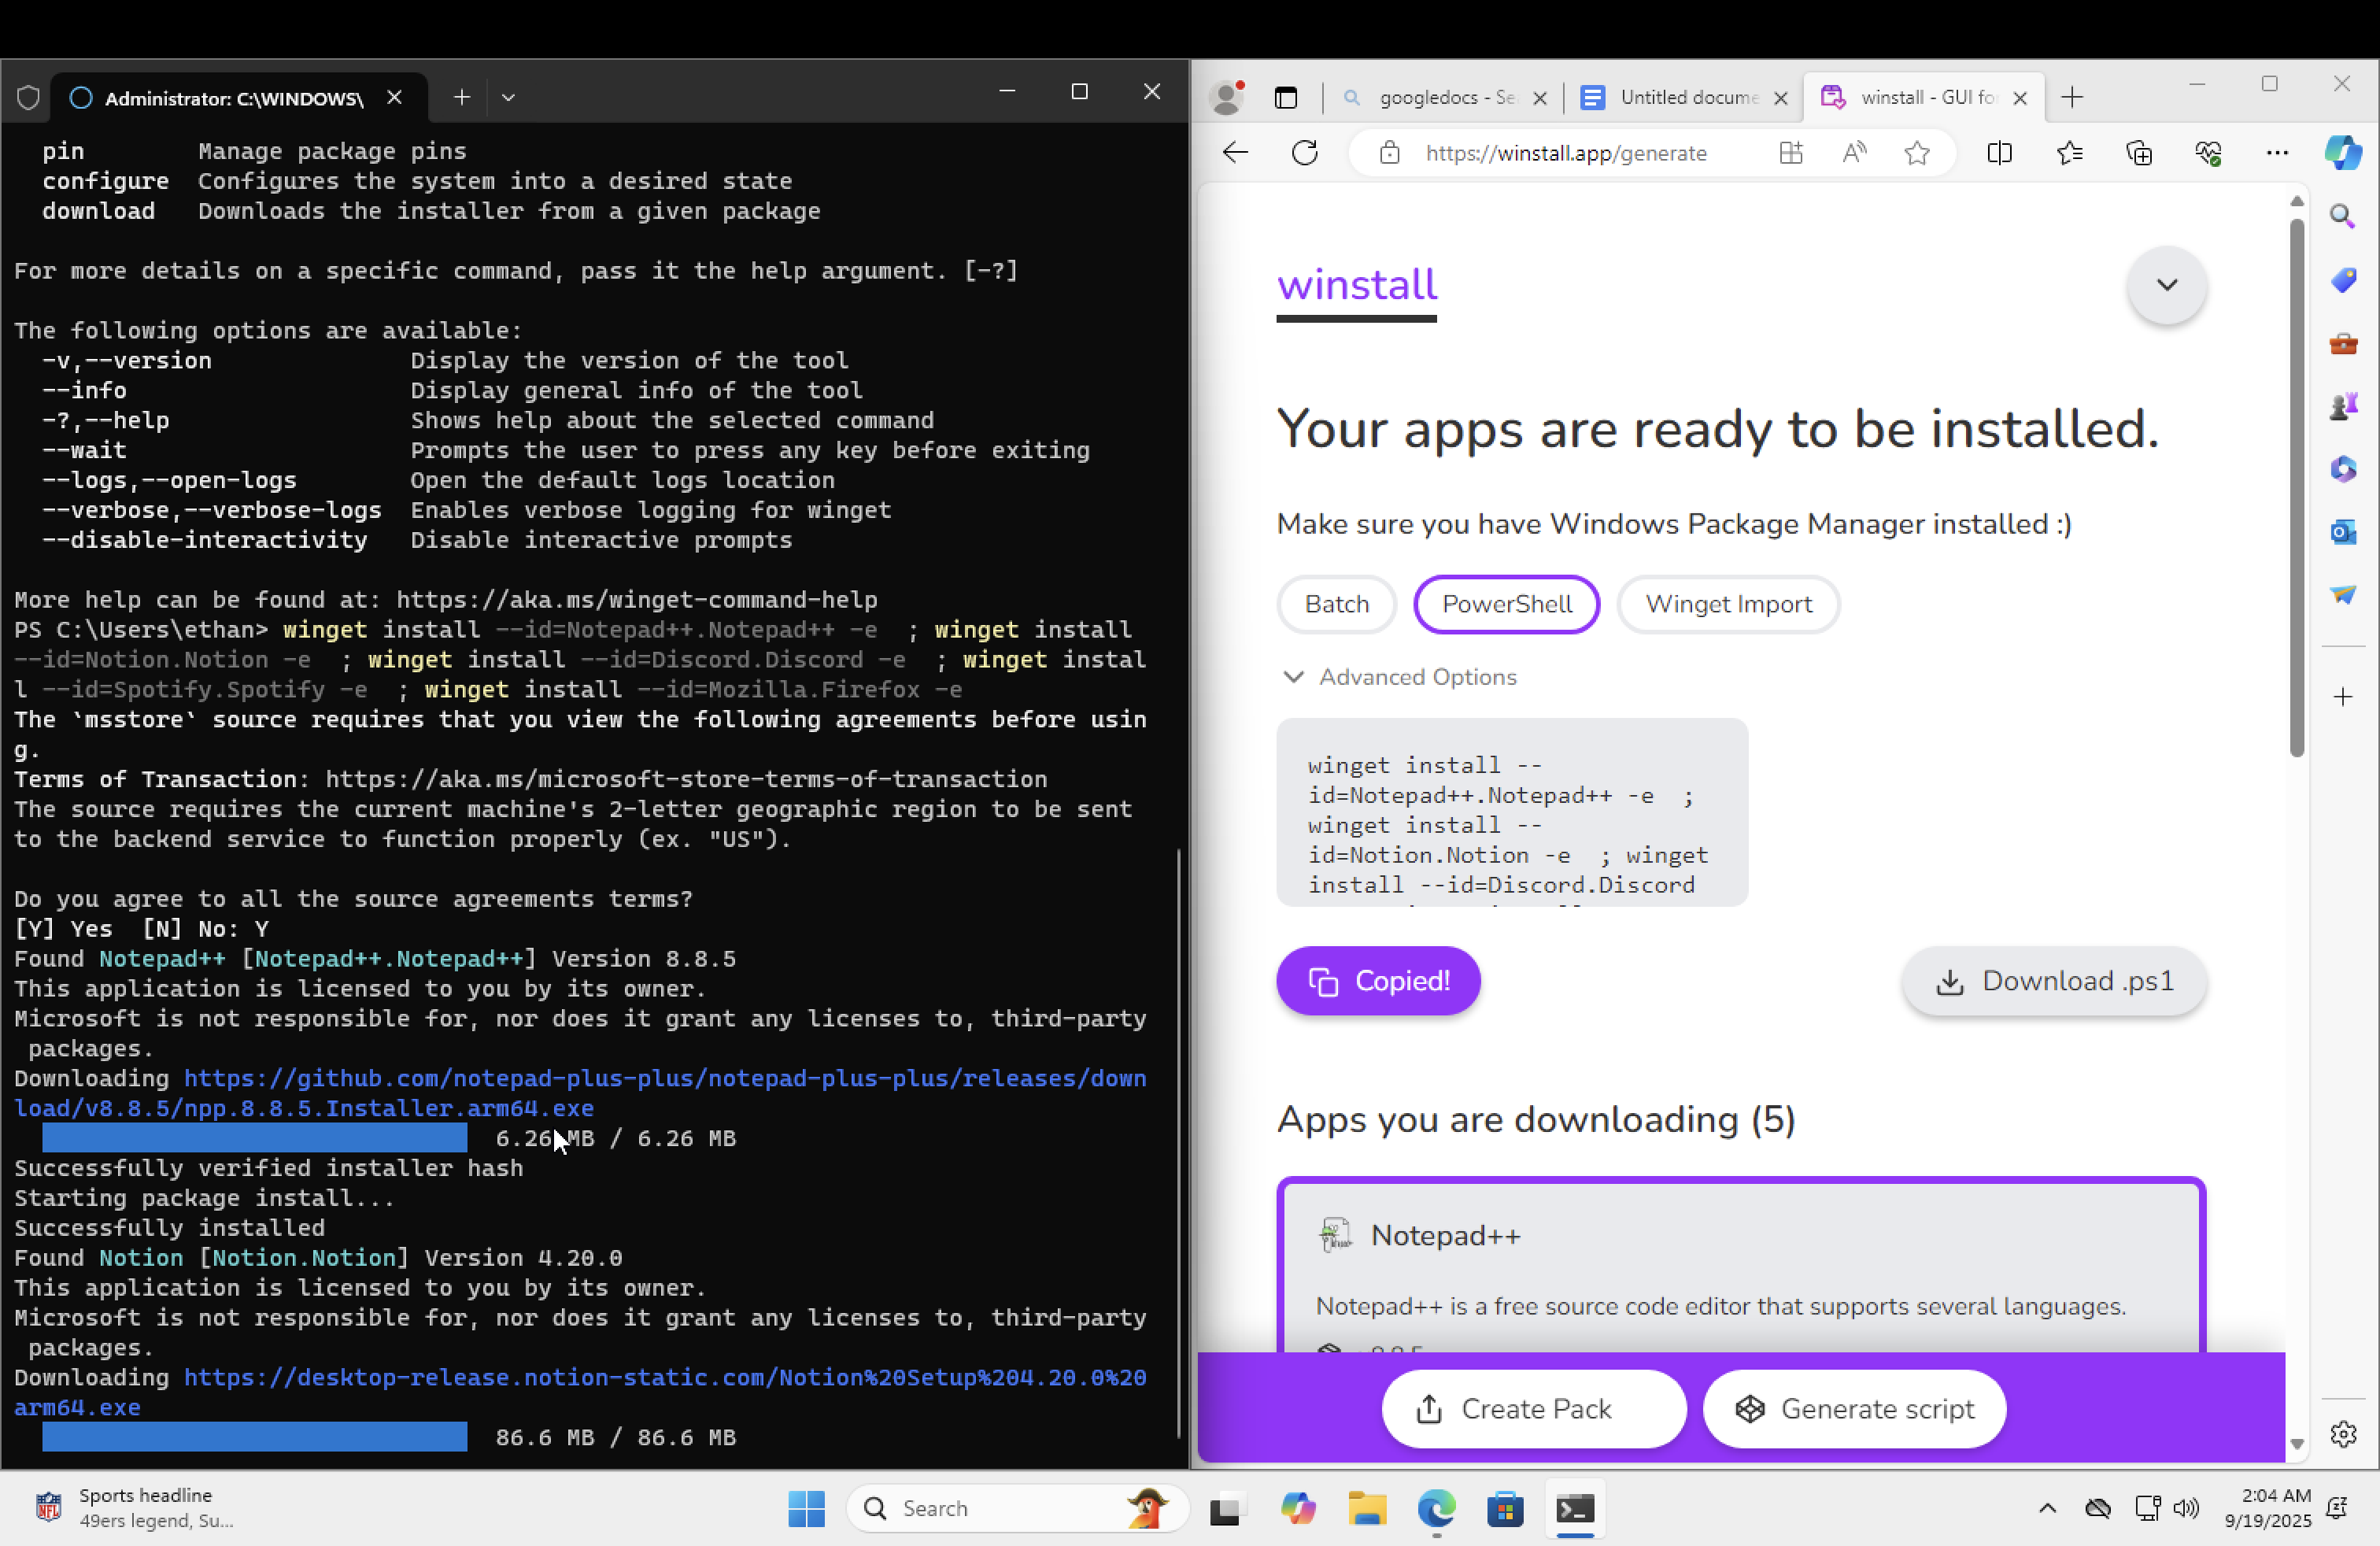 Administrator: C:\WINDOWS\
pin Manage package pins
configure Configures the system into a desired state
download Downloads the installer from a given package
For more details on a specific command, pass it the help argument. [-?]
The following options are available:
-v,--version Display the version of the tool
--info Display general info of the tool
-?,--help Shows help about the selected command
--wait Prompts the user to press any key before exiting
--logs,--open-logs Open the default logs location
--verbose,--verbose-logs Enables verbose logging for winget
--disable-interactivity Disable interactive prompts
More help can be found at: https://aka.ms/winget-command-help
PS C:\Users\ethan> winget install --id=Notepad++.Notepad++ -e ; winget install
--id=Notion.Notion -e ; winget install --id=Discord.Discord -e ; winget instal
l --id=Spotify.Spotify -e ; winget install --id=Mozilla.Firefox -e
The `msstore` source requires that you view the following agreements before usin
g.
Terms of Transaction: https://aka.ms/microsoft-store-terms-of-transaction
The source requires the current machine's 2-letter geographic region to be sent
to the backend service to function properly (ex. "US").
Do you agree to all the source agreements terms?
[Y] Yes [N] No: Y
Found Notepad++ [Notepad++.Notepad++] Version 8.8.5
This application is licensed to you by its owner.
Microsoft is not responsible for, nor does it grant any licenses to, third-party
packages.
Downloading https://github.com/notepad-plus-plus/notepad-plus-plus/releases/down
load/v8.8.5/npp.8.8.5.Installer.arm64.exe
6.26 MB / 6.26 MB
Successfully verified installer hash
Starting package install...
Successfully installed
Found Notion [Notion.Notion] Version 4.20.0
This application is licensed to you by its owner.
Microsoft is not responsible for, nor does it grant any licenses to, third-party
packages.
Downloading https://desktop-release.notion-static.com/Notion%20Setup%204.20.0%20
arm64.exe
86.6 MB / 86.6 MB
googledocs - Se
Untitled docume
winstall - GUI fo
https://winstall.app/generate
winstall
Your apps are ready to be installed.
Make sure you have Windows Package Manager installed :)
Batch
PowerShell
Winget Import
Advanced Options
winget install --
id=Notepad++.Notepad++ -e ;
winget install --
id=Notion.Notion -e ; winget
install --id=Discord.Discord
Copied!
Download .ps1
Apps you are downloading (5)
Notepad++
Notepad++ is a free source code editor that supports several languages.
Create Pack
Generate script
NFL
Sports headline
49ers legend, Su...
Search
2:04 AM
9/19/2025